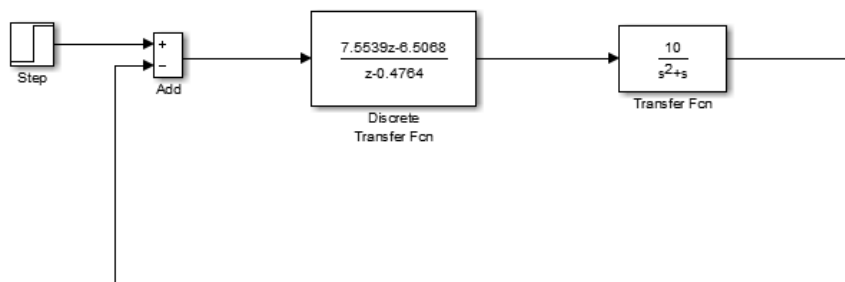 +
−
Step
Add
7.5539z-6.5068
z-0.4764
Discrete
Transfer Fcn
10
s²+s
Transfer Fcn